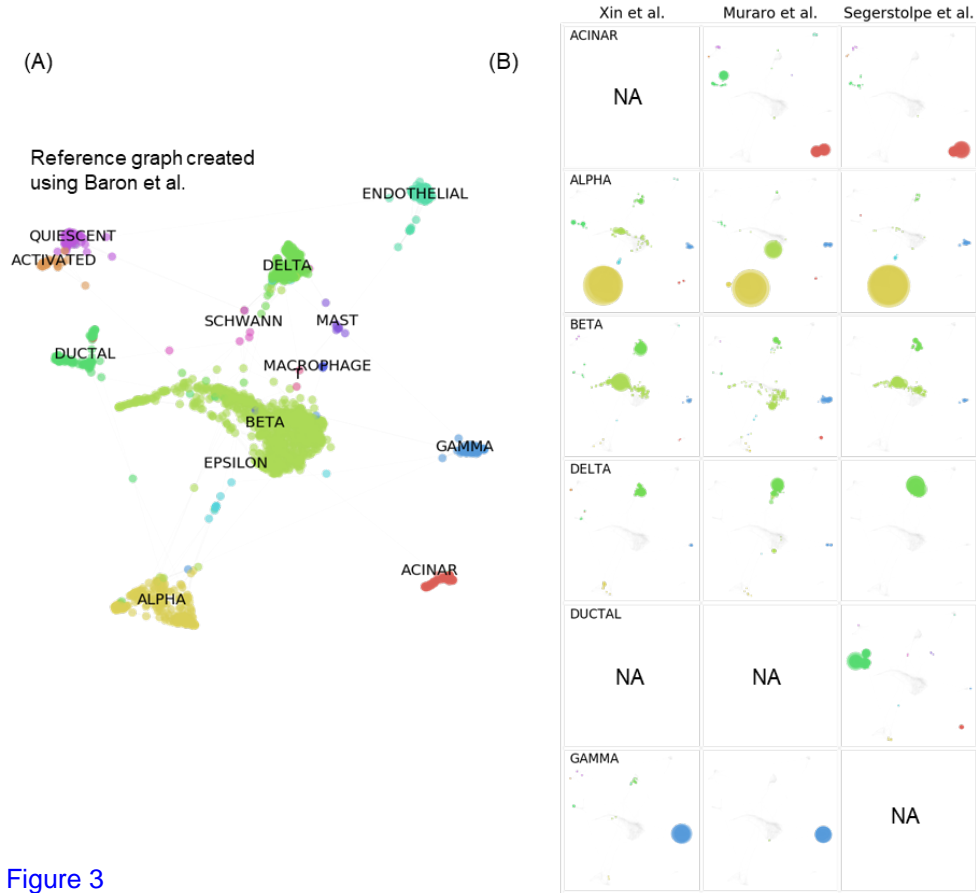 (A)
Reference graph created
using Baron et al.
ENDOTHELIAL
QUIESCENT
ACTIVATED
DELTA
SCHWANN
MAST
DUCTAL
MACROPHAGE
T
BETA
GAMMA
EPSILON
ACINAR
ALPHA
(B)
Xin et al. Muraro et al. Segerstolpe et al.
ACINAR
NA
ALPHA
BETA
DELTA
DUCTAL
NA NA
GAMMA
NA
Figure 3